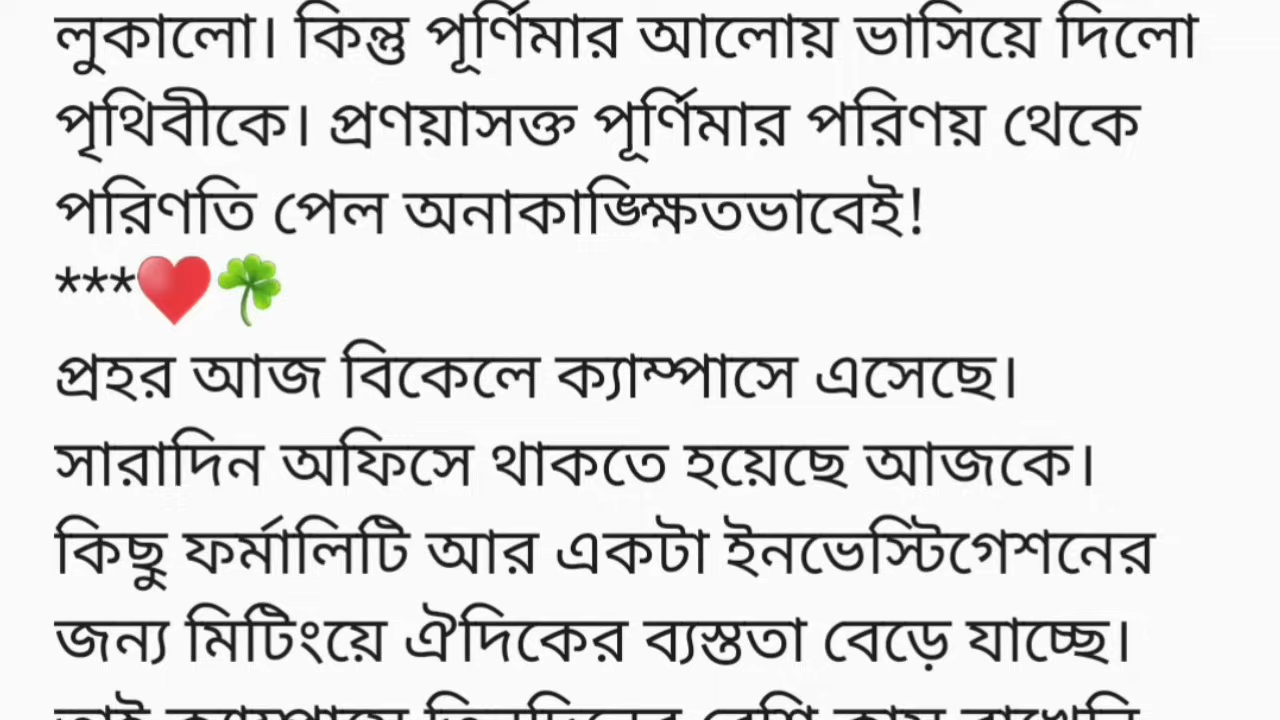 লুকালো। কিন্তু পূর্ণিমার আলোয় ভাসিয়ে দিলো
পৃথিবীকে। প্রণয়াসক্ত পূর্ণিমার পরিণয় থেকে
পরিণতি পেল অনাকাঙ্ক্ষিতভাবেই!
***❤️☘️
প্রহর আজ বিকেলে ক্যাম্পাসে এসেছে।
সারাদিন অফিসে থাকতে হয়েছে আজকে।
কিছু ফর্মালিটি আর একটা ইনভেস্টিগেশনের
জন্য মিটিংয়ে ঐদিকের ব্যস্ততা বেড়ে যাচ্ছে।
তাই ক্যাম্পাসে তিনদিনের বেশি ক্লাস রাখেনি